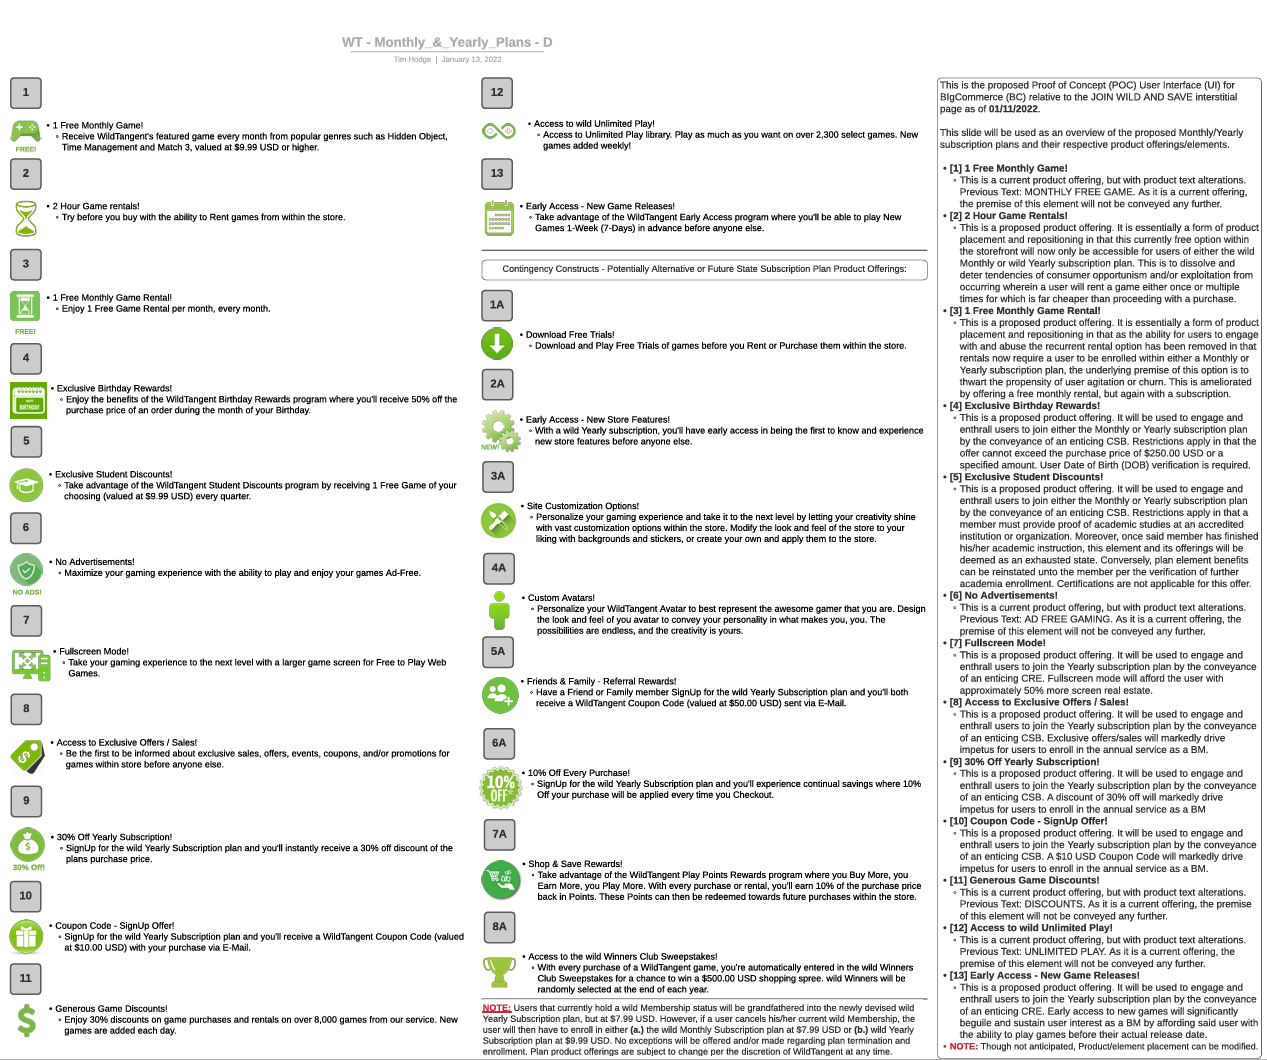 WT - Monthly_&_Yearly_Plans - D
Tim Hodge | January 13, 2022
1
• 1 Free Monthly Game!
◦ Receive WildTangent's featured game every month from popular genres such as Hidden Object,
Time Management and Match 3, valued at $9.99 USD or higher.
FREE!
2
• 2 Hour Game rentals!
◦ Try before you buy with the ability to Rent games from within the store.
3
• 1 Free Monthly Game Rental!
◦ Enjoy 1 Free Game Rental per month, every month.
FREE!
4
• Exclusive Birthday Rewards!
◦ Enjoy the benefits of the WildTangent Birthday Rewards program where you'll receive 50% off the
purchase price of an order during the month of your Birthday.
BIRTHDAY
5
• Exclusive Student Discounts!
◦ Take advantage of the WildTangent Student Discounts program by receiving 1 Free Game of your
choosing (valued at $9.99 USD) every quarter.
6
• No Advertisements!
◦ Maximize your gaming experience with the ability to play and enjoy your games Ad-Free.
NO ADS!
7
• Fullscreen Mode!
◦ Take your gaming experience to the next level with a larger game screen for Free to Play Web
Games.
8
• Access to Exclusive Offers / Sales!
◦ Be the first to be informed about exclusive sales, offers, events, coupons, and/or promotions for
games within store before anyone else.
9
• 30% Off Yearly Subscription!
◦ SignUp for the wild Yearly Subscription plan and you'll instantly receive a 30% off discount of the
plans purchase price.
30% Off!
10
• Coupon Code - SignUp Offer!
◦ SignUp for the wild Yearly Subscription plan and you'll receive a WildTangent Coupon Code (valued
at $10.00 USD) with your purchase via E-Mail.
11
• Generous Game Discounts!
◦ Enjoy 30% discounts on game purchases and rentals on over 8,000 games from our service. New
games are added each day.
12
• Access to wild Unlimited Play!
◦ Access to Unlimited Play library. Play as much as you want on over 2,300 select games. New
games added weekly!
13
• Early Access - New Game Releases!
◦ Take advantage of the WildTangent Early Access program where you'll be able to play New
Games 1-Week (7-Days) in advance before anyone else.
Contingency Constructs - Potentially Alternative or Future State Subscription Plan Product Offerings:
1A
• Download Free Trials!
◦ Download and Play Free Trials of games before you Rent or Purchase them within the store.
2A
• Early Access - New Store Features!
◦ With a wild Yearly subscription, you'll have early access in being the first to know and experience
new store features before anyone else.
NEW!
3A
• Site Customization Options!
◦ Personalize your gaming experience and take it to the next level by letting your creativity shine
with vast customization options within the store. Modify the look and feel of the store to your
liking with backgrounds and stickers, or create your own and apply them to the store.
4A
• Custom Avatars!
◦ Personalize your WildTangent Avatar to best represent the awesome gamer that you are. Design
the look and feel of you avatar to convey your personality in what makes you, you. The
possibilities are endless, and the creativity is yours.
5A
• Friends & Family - Referral Rewards!
◦ Have a Friend or Family member SignUp for the wild Yearly Subscription plan and you'll both
receive a WildTangent Coupon Code (valued at $50.00 USD) sent via E-Mail.
6A
• 10% Off Every Purchase!
◦ SignUp for the wild Yearly Subscription plan and you'll experience continual savings where 10%
Off your purchase will be applied every time you Checkout.
10%
OFF
7A
• Shop & Save Rewards!
◦ Take advantage of the WildTangent Play Points Rewards program where you Buy More, you
Earn More, you Play More. With every purchase or rental, you'll earn 10% of the purchase price
back in Points. These Points can then be redeemed towards future purchases within the store.
8A
• Access to the wild Winners Club Sweepstakes!
◦ With every purchase of a WildTangent game, you're automatically entered in the wild Winners
Club Sweepstakes for a chance to win a $500.00 USD shopping spree. wild Winners will be
randomly selected at the end of each year.
NOTE: Users that currently hold a wild Membership status will be grandfathered into the newly devised wild
Yearly Subscription plan, but at $7.99 USD. However, if a user cancels his/her current wild Membership, the
user will then have to enroll in either (a.) the wild Monthly Subscription plan at $7.99 USD or (b.) wild Yearly
Subscription plan at $9.99 USD. No exceptions will be offered and/or made regarding plan termination and
enrollment. Plan product offerings are subject to change per the discretion of WildTangent at any time.
This is the proposed Proof of Concept (POC) User Interface (UI) for
BIgCommerce (BC) relative to the JOIN WILD AND SAVE interstitial
page as of 01/11/2022.
This slide will be used as an overview of the proposed Monthly/Yearly
subscription plans and their respective product offerings/elements.
• [1] 1 Free Monthly Game!
◦ This is a current product offering, but with product text alterations.
Previous Text: MONTHLY FREE GAME. As it is a current offering,
the premise of this element will not be conveyed any further.
• [2] 2 Hour Game Rentals!
◦ This is a proposed product offering. It is essentially a form of product
placement and repositioning in that this currently free option within
the storefront will now only be accessible for users of either the wild
Monthly or wild Yearly subscription plan. This is to dissolve and
deter tendencies of consumer opportunism and/or exploitation from
occurring wherein a user will rent a game either once or multiple
times for which is far cheaper than proceeding with a purchase.
• [3] 1 Free Monthly Game Rental!
◦ This is a proposed product offering. It is essentially a form of product
placement and repositioning in that as the ability for users to engage
with and abuse the recurrent rental option has been removed in that
rentals now require a user to be enrolled within either a Monthly or
Yearly subscription plan, the underlying premise of this option is to
thwart the propensity of user agitation or churn. This is ameliorated
by offering a free monthly rental, but again with a subscription.
• [4] Exclusive Birthday Rewards!
◦ This is a proposed product offering. It will be used to engage and
enthrall users to join either the Monthly or Yearly subscription plan
by the conveyance of an enticing CSB. Restrictions apply in that the
offer cannot exceed the purchase price of $250.00 USD or a
specified amount. User Date of Birth (DOB) verification is required.
• [5] Exclusive Student Discounts!
◦ This is a proposed product offering. It will be used to engage and
enthrall users to join either the Monthly or Yearly subscription plan
by the conveyance of an enticing CSB. Restrictions apply in that a
member must provide proof of academic studies at an accredited
institution or organization. Moreover, once said member has finished
his/her academic instruction, this element and its offerings will be
deemed as an exhausted state. Conversely, plan element benefits
can be reinstated unto the member per the verification of further
academia enrollment. Certifications are not applicable for this offer.
• [6] No Advertisements!
◦ This is a current product offering, but with product text alterations.
Previous Text: AD FREE GAMING. As it is a current offering, the
premise of this element will not be conveyed any further.
• [7] Fullscreen Mode!
◦ This is a proposed product offering. It will be used to engage and
enthrall users to join the Yearly subscription plan by the conveyance
of an enticing CRE. Fullscreen mode will afford the user with
approximately 50% more screen real estate.
• [8] Access to Exclusive Offers / Sales!
◦ This is a proposed product offering. It will be used to engage and
enthrall users to join the Yearly subscription plan by the conveyance
of an enticing CSB. Exclusive offers/sales will markedly drive
impetus for users to enroll in the annual service as a BM.
• [9] 30% Off Yearly Subscription!
◦ This is a proposed product offering. It will be used to engage and
enthrall users to join the Yearly subscription plan by the conveyance
of an enticing CSB. A discount of 30% off will markedly drive
impetus for users to enroll in the annual service as a BM
• [10] Coupon Code - SignUp Offer!
◦ This is a proposed product offering. It will be used to engage and
enthrall users to join the Yearly subscription plan by the conveyance
of an enticing CSB. A $10 USD Coupon Code will markedly drive
impetus for users to enroll in the annual service as a BM.
• [11] Generous Game Discounts!
◦ This is a current product offering, but with product text alterations.
Previous Text: DISCOUNTS. As it is a current offering, the premise
of this element will not be conveyed any further.
• [12] Access to wild Unlimited Play!
◦ This is a current product offering, but with product text alterations.
Previous Text: UNLIMITED PLAY. As it is a current offering, the
premise of this element will not be conveyed any further.
• [13] Early Access - New Game Releases!
◦ This is a proposed product offering. It will be used to engage and
enthrall users to join the Yearly subscription plan by the conveyance
of an enticing CRE. Early access to new games will significantly
beguile and sustain user interest as a BM by affording said user with
the ability to play games before their actual release date.
• NOTE: Though not anticipated, Product/element placement can be modified.